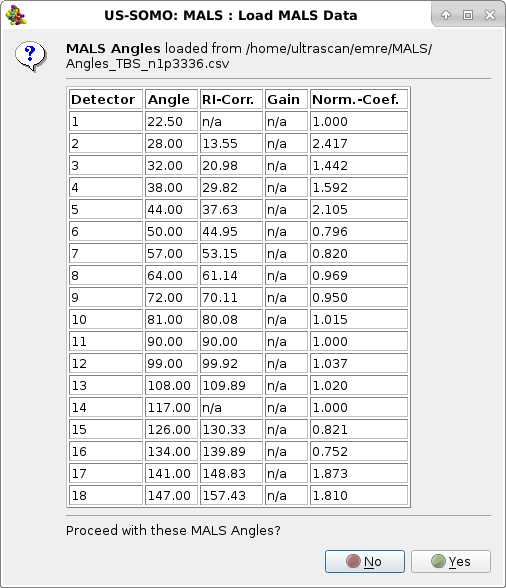 US-SOMO: MALS : Load MALS Data
MALS Angles loaded from /home/ultrascan/emre/MALS/
Angles_TBS_n1p3336.csv
Detector Angle RI-Corr. Gain Norm.-Coef.
1 22.50 n/a n/a 1.000
2 28.00 13.55 n/a 2.417
3 32.00 20.98 n/a 1.442
4 38.00 29.82 n/a 1.592
5 44.00 37.63 n/a 2.105
6 50.00 44.95 n/a 0.796
7 57.00 53.15 n/a 0.820
8 64.00 61.14 n/a 0.969
9 72.00 70.11 n/a 0.950
10 81.00 80.08 n/a 1.015
11 90.00 90.00 n/a 1.000
12 99.00 99.92 n/a 1.037
13 108.00 109.89 n/a 1.020
14 117.00 n/a n/a 1.000
15 126.00 130.33 n/a 0.821
16 134.00 139.89 n/a 0.752
17 141.00 148.83 n/a 1.873
18 147.00 157.43 n/a 1.810
Proceed with these MALS Angles?
No Yes